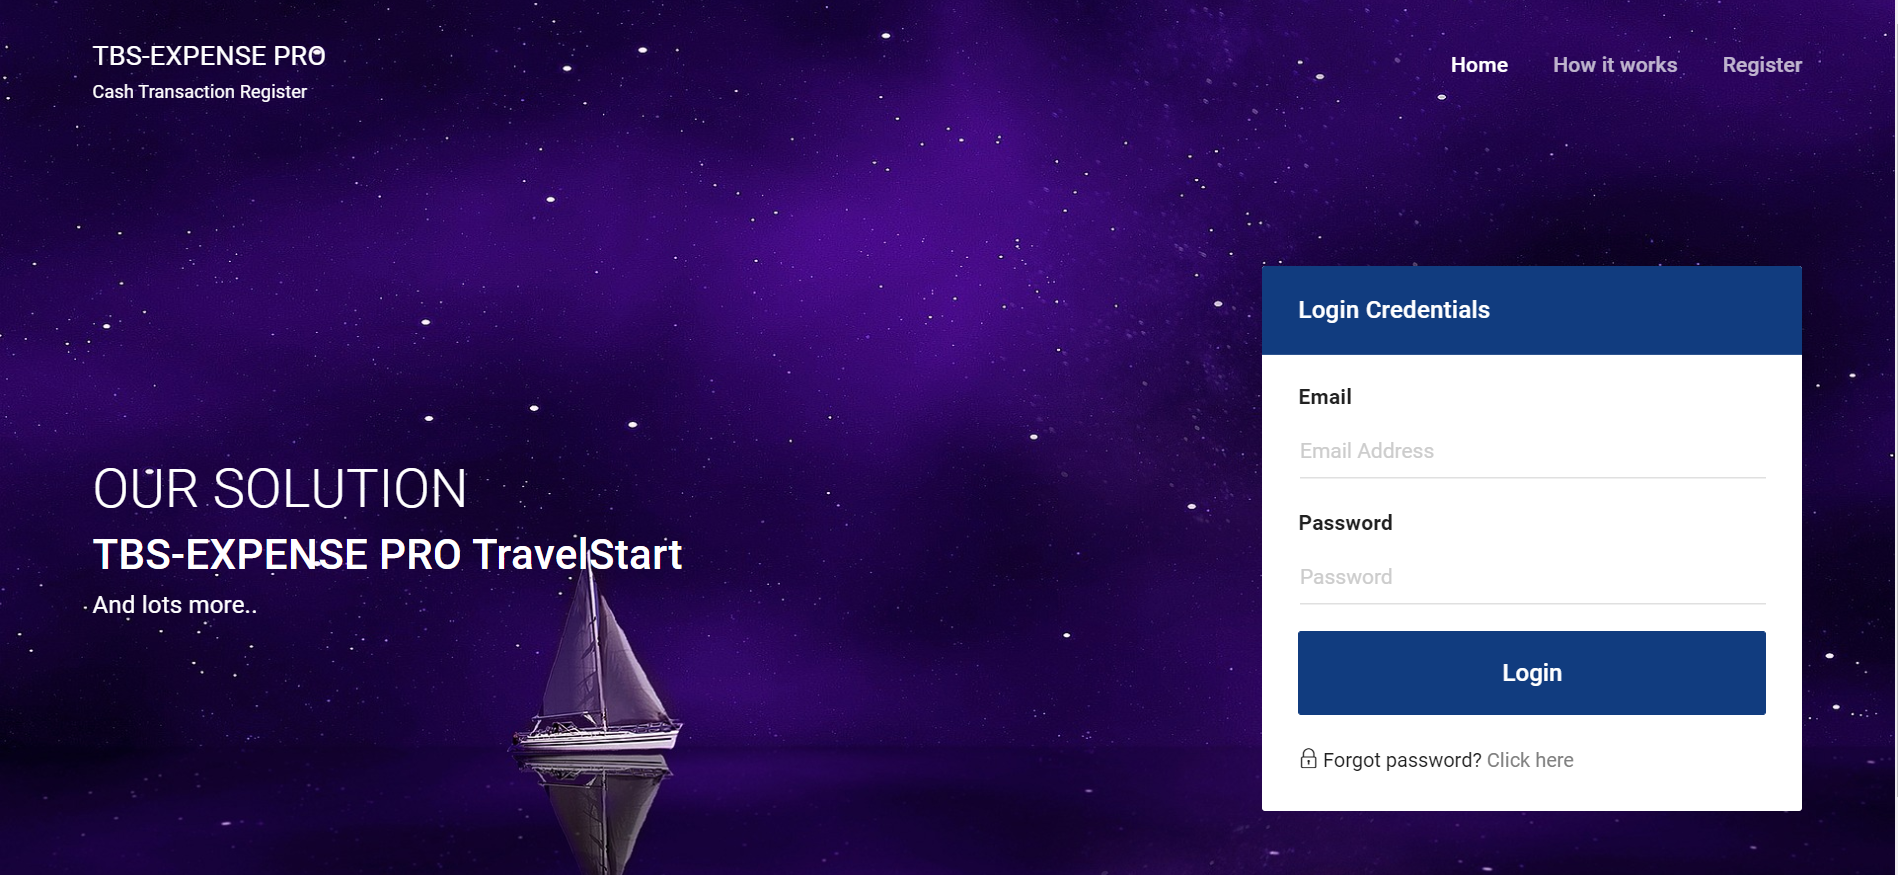 TBS-EXPENSE PRO
Cash Transaction Register
Home How it works Register
OUR SOLUTION
TBS-EXPENSE PRO TravelStart
And lots more..
Login Credentials
Email
Email Address
Password
Password
Login
Forgot password? Click here